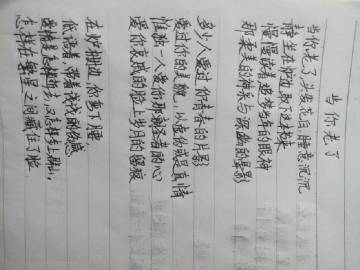 当你老了
当你老了头发花白,睡意沉沉
倦坐在炉边,取下这本书来
慢慢读着,追梦当年的眼神
那柔美的神采与深幽的晕影
多少人爱过你青春的片影
爱过你的美貌,以虚伪或是真情
惟独一人爱你那朝圣者的心
爱你哀戚的脸上岁月的留痕
在炉栅边,你弯下腰
低语着,带着浅浅的伤感
爱情是怎样逝去,又怎样步上群山,
怎样在繁星之间藏住了脸。